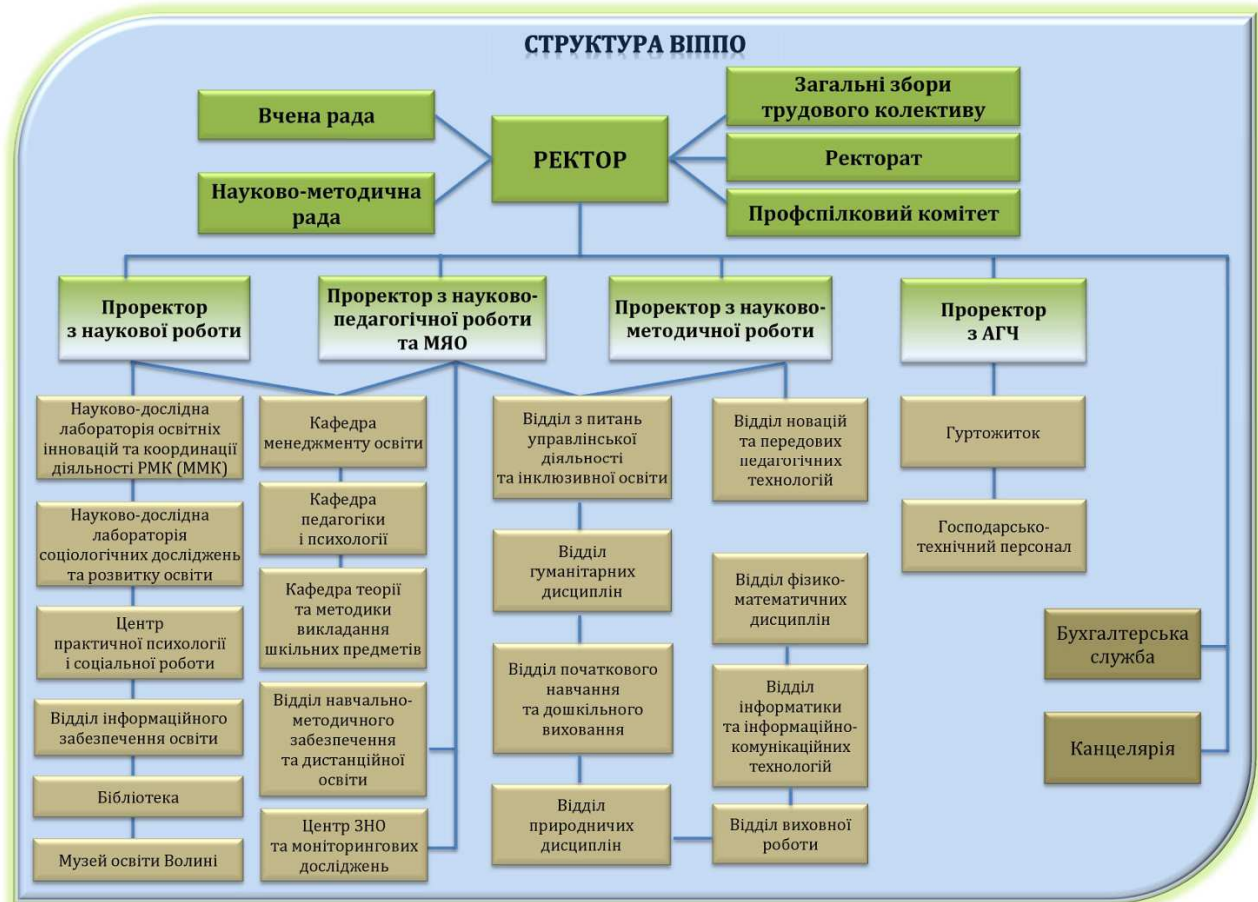 СТРУКТУРА ВІППО
Вчена рада
Науково-методична
рада
РЕКТОР
Загальні збори
трудового колективу
Ректорат
Профспілковий комітет
Проректор
з наукової роботи
Проректор з науково-
педагогічної роботи
та МЯО
Проректор з науково-
методичної роботи
Проректор
з АГЧ
Науково-дослідна
лабораторія освітніх
інновацій та координації
діяльності РМК (ММК)
Науково-дослідна
лабораторія
соціологічних досліджень
та розвитку освіти
Центр
практичної психології
і соціальної роботи
Відділ інформаційного
забезпечення освіти
Бібліотека
Музей освіти Волині
Кафедра
менеджменту освіти
Кафедра
педагогіки
і психології
Кафедра теорії
та методики
викладання
шкільних предметів
Відділ навчально-
методичного
забезпечення
та дистанційної
освіти
Центр ЗНО
та моніторингових
досліджень
Відділ з питань
управлінської
діяльності
та інклюзивної освіти
Відділ
гуманітарних
дисциплін
Відділ початкового
навчання
та дошкільного
виховання
Відділ
природничих
дисциплін
Відділ новацій
та передових
педагогічних
технологій
Відділ фізико-
математичних
дисциплін
Відділ
інформатики
та інформаційно-
комунікаційних
технологій
Відділ виховної
роботи
Гуртожиток
Господарсько-
технічний персонал
Бухгалтерська
служба
Канцелярія